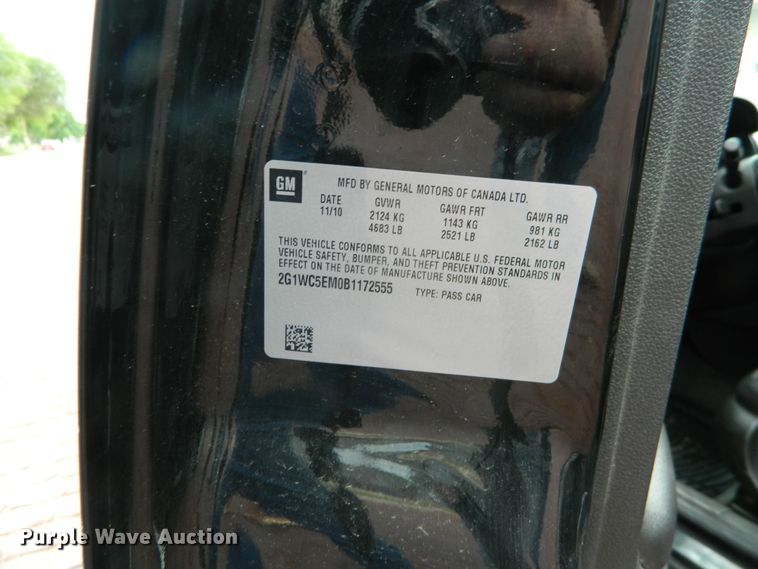 GM
MFD BY GENERAL MOTORS OF CANADA LTD.
DATE GVWR GAWR FRT GAWR RR
11/10 2124 KG 1143 KG 981 KG
4683 LB 2521 LB 2162 LB
THIS VEHICLE CONFORMS TO ALL APPLICABLE U.S. FEDERAL MOTOR
VEHICLE SAFETY, BUMPER, AND THEFT PREVENTION STANDARDS IN
EFFECT ON THE DATE OF MANUFACTURE SHOWN ABOVE.
2G1WC5EM0B1172555 TYPE: PASS CAR
Purple Wave Auction